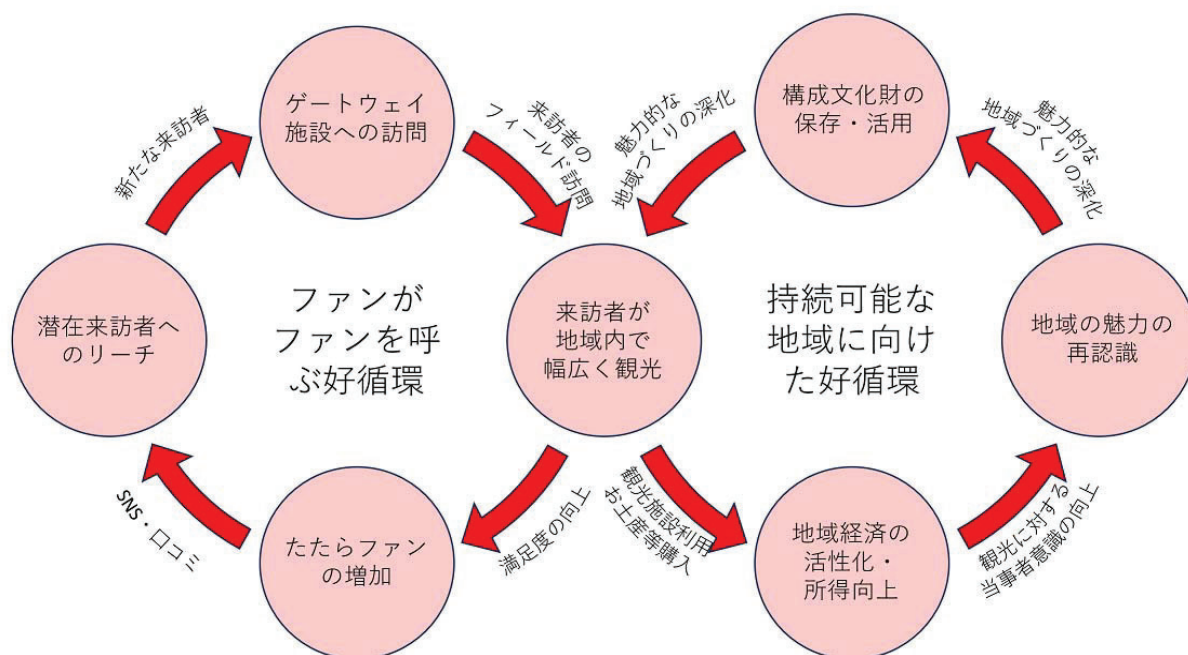 ゲートウェイ
施設への訪問
構成文化財の
保存・活用
新たな来訪者
来訪者の
フィールド訪問
魅力的な
地域づくりの深化
魅力的な
地域づくりの深化
潜在来訪者へ
のリーチ
ファンが
ファンを呼
ぶ好循環
来訪者が
地域内で
幅広く観光
持続可能な
地域に向け
た好循環
地域の魅力の
再認識
SNS・口コミ
たたらファン
の増加
満足度の向上
観光施設利用
お土産等購入
地域経済の
活性化・
所得向上
観光に対する
当事者意識の向上